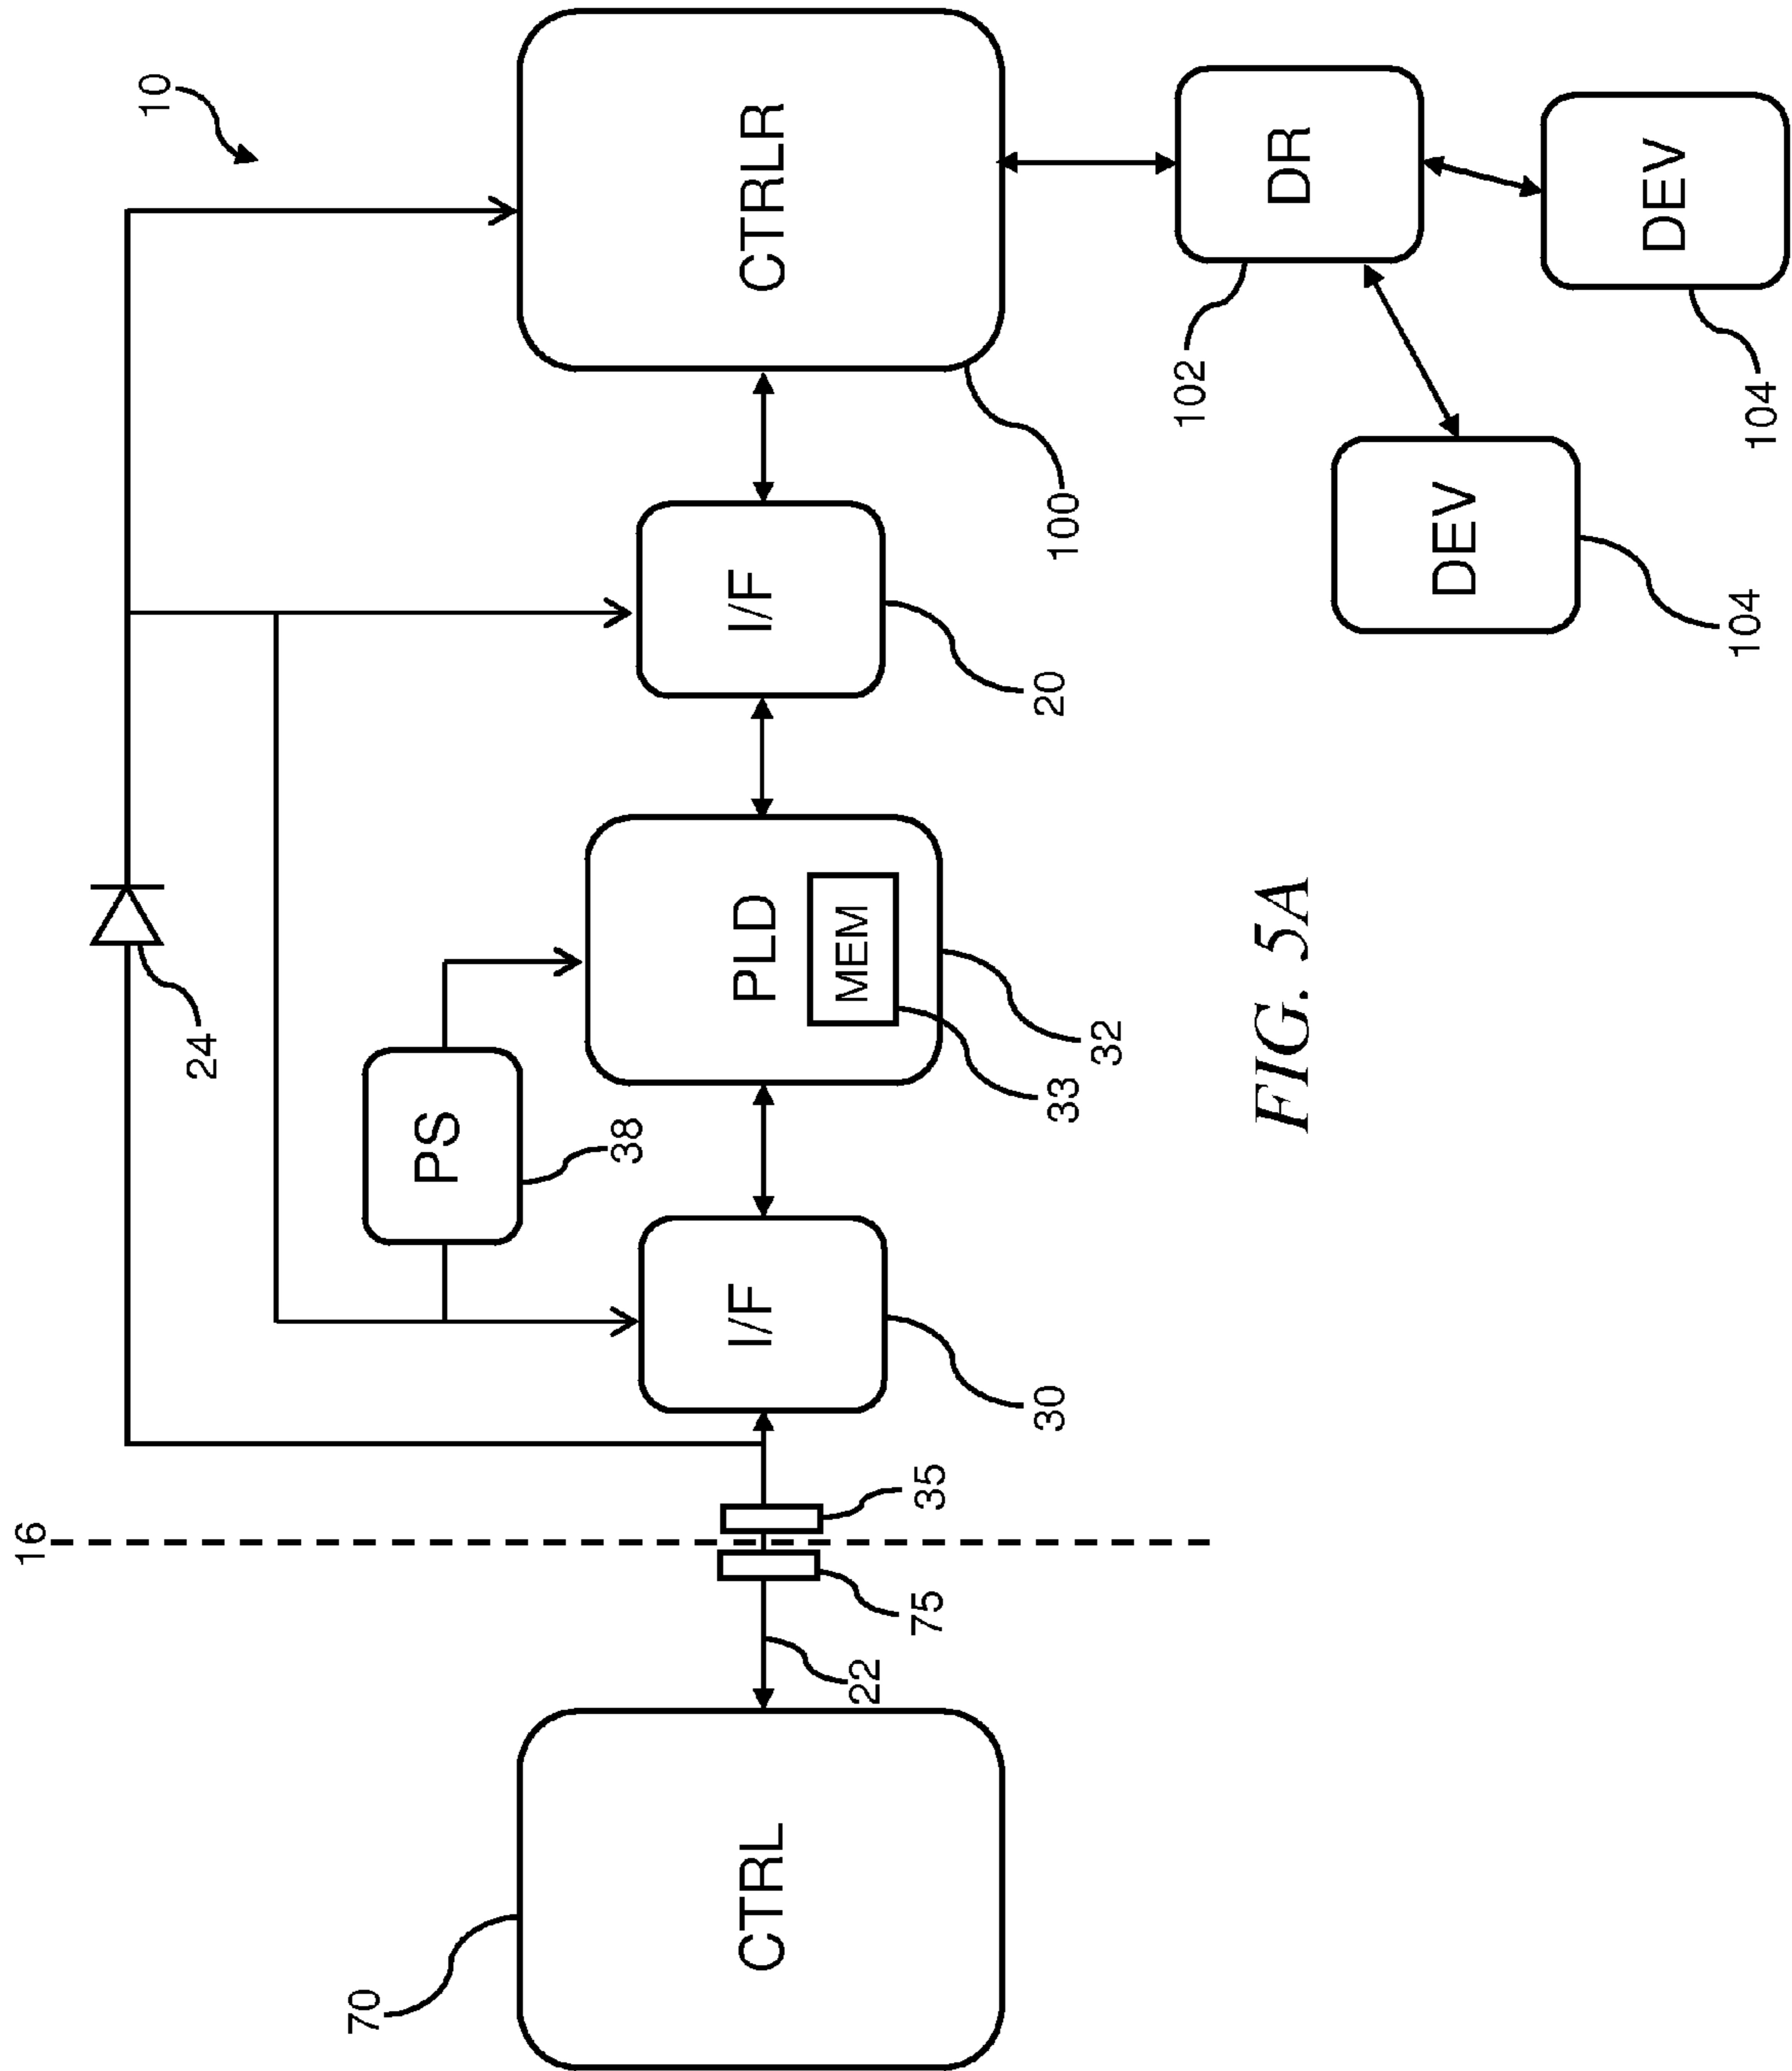 16
10
24
PS
38
70
CTRL
22
75
35
I/F
30
PLD
MEM
33
32
I/F
20
CTRLR
100
DR
102
DEV
104
DEV
104
FIG. 5A